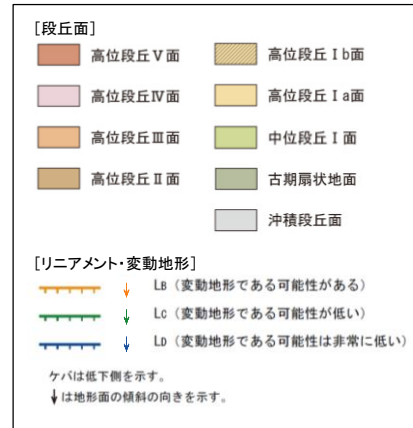 [段丘面]
高位段丘Ⅴ面
高位段丘Ⅳ面
高位段丘Ⅲ面
高位段丘Ⅱ面
高位段丘Ⅰb面
高位段丘Ⅰa面
中位段丘Ⅰ面
古期扇状地面
沖積段丘面
[リニアメント・変動地形]
LB（変動地形である可能性がある）
LC（変動地形である可能性が低い）
LD（変動地形である可能性は非常に低い）
ケバは低下側を示す。
↓は地形面の傾斜の向きを示す。